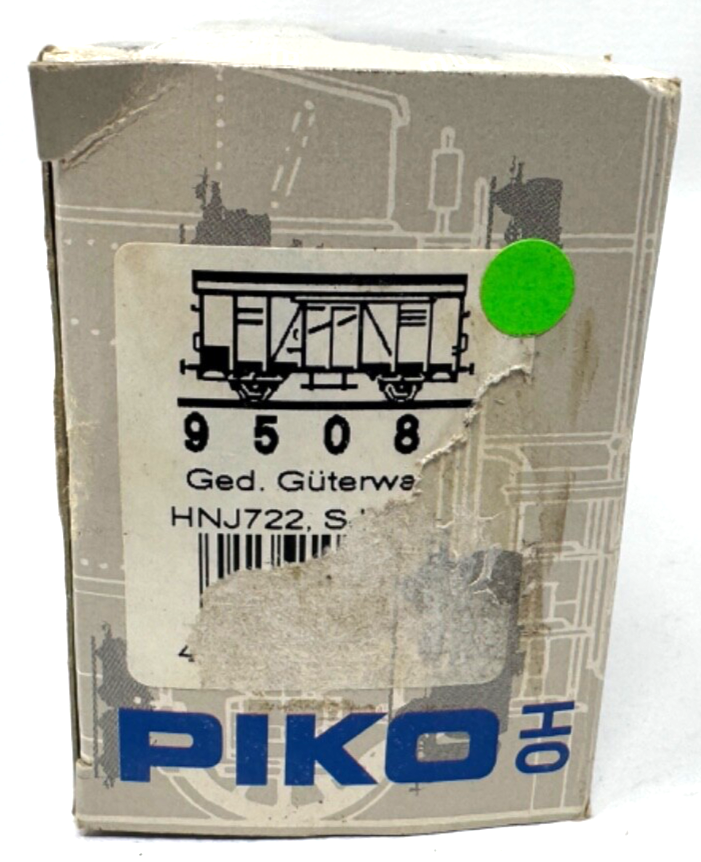 9 5 0 8
Ged. Güterwa
HNJ722, S
4
PIKO
HO